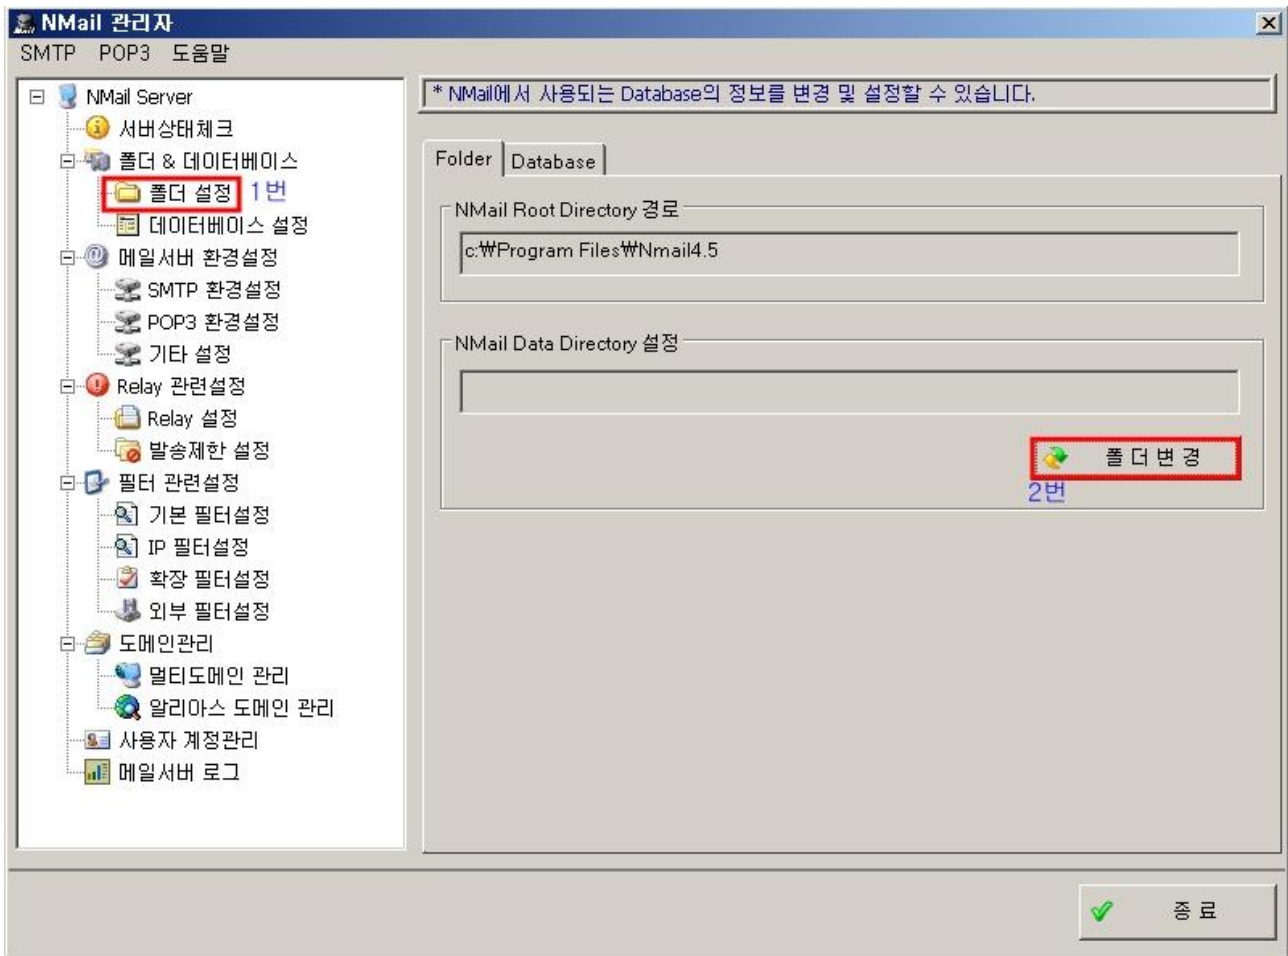 NMail 관리자
SMTP POP3 도움말
NMail Server
서버상태체크
폴더 & 데이터베이스
폴더 설정 1번
데이터베이스 설정
메일서버 환경설정
SMTP 환경설정
POP3 환경설정
기타 설정
Relay 관련설정
Relay 설정
발송제한 설정
필터 관련설정
기본 필터설정
IP 필터설정
확장 필터설정
외부 필터설정
도메인관리
멀티도메인 관리
알리아스 도메인 관리
사용자 계정관리
메일서버 로그
* NMail에서 사용되는 Database의 정보를 변경 및 설정할 수 있습니다.
Folder Database
NMail Root Directory 경로
c:₩Program Files₩Nmail4.5
NMail Data Directory 설정
폴더변경
2번
종료